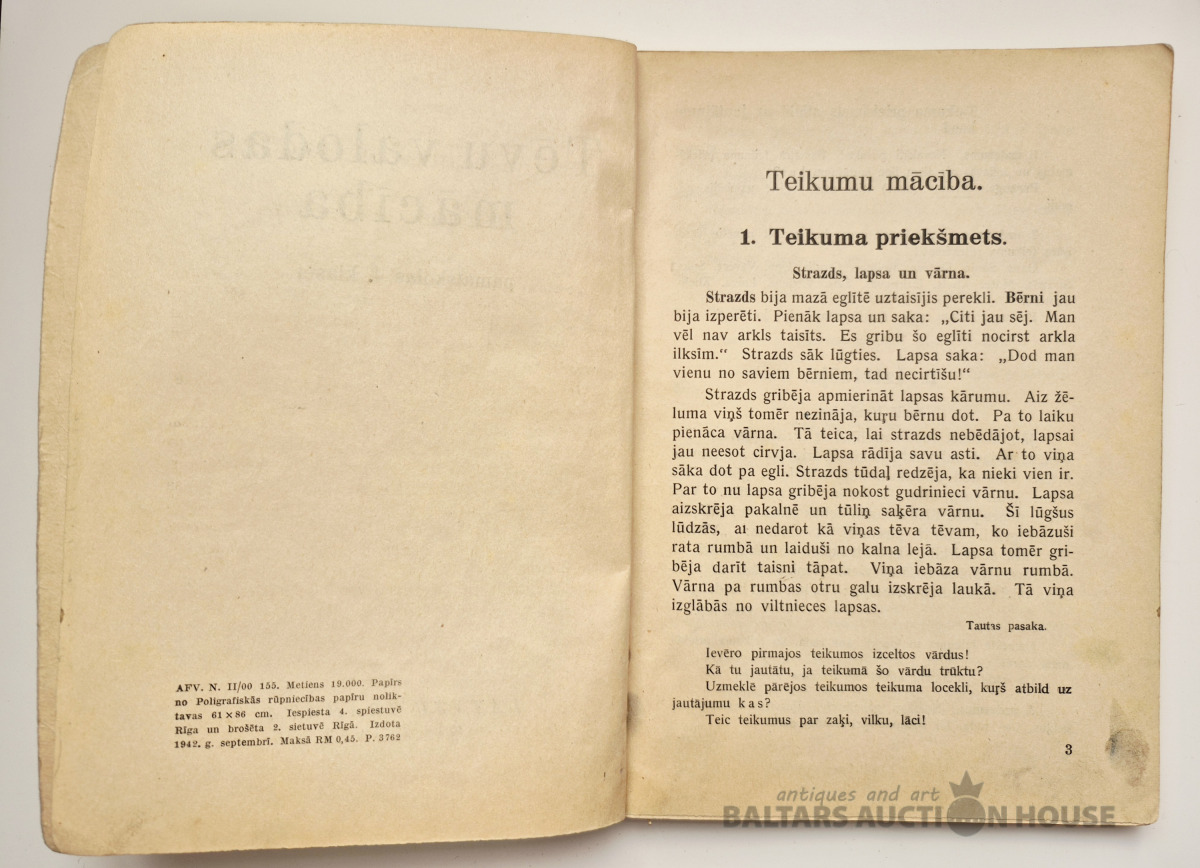 AFV. N. II/00 155. Metiens 19.000. Papīrs
no Poligrafiskās rūpniecības papīru nolik-
tavas 61×86 cm. Iespiesta 4. spiestuvē
Rīga un brošēta 2. sietuvē Rīgā. Izdota
1942. g. septembrī. Maksā RM 0,45. P. 3762
Teikumu mācība.
1. Teikuma priekšmets.
Strazds, lapsa un vārna.
Strazds bija mazā eglītē uztaisījis perekli. Bērni jau
bija izperēti. Pienāk lapsa un saka: „Citi jau sēj. Man
vēl nav arkls taisīts. Es gribu šo eglīti nocirst arkla
ilksīm.“ Strazds sāk lūgties. Lapsa saka: „Dod man
vienu no saviem bērniem, tad necirtīšu!“
Strazds gribēja apmierināt lapsas kārumu. Aiz žē-
luma viņš tomēr nezināja, kuŗu bērnu dot. Pa to laiku
pienāca vārna. Tā teica, lai strazds nebēdājot, lapsai
jau neesot cirvja. Lapsa rādīja savu asti. Ar to viņa
sāka dot pa egli. Strazds tūdaļ redzēja, ka nieki vien ir.
Par to nu lapsa gribēja nokost gudrinieci vārnu. Lapsa
aizskrēja pakalnē un tūliņ saķēra vārnu. Šī lūgšus
lūdzās, ai nedarot kā viņas tēva tēvam, ko iebāzuši
rata rumbā un laiduši no kalna lejā. Lapsa tomēr gri-
bēja darīt taisni tāpat. Viņa iebāza vārnu rumbā.
Vārna pa rumbas otru galu izskrēja laukā. Tā viņa
izglābās no viltnieces lapsas.
Tautas pasaka.
Ievēro pirmajos teikumos izceltos vārdus!
Kā tu jautātu, ja teikumā šo vārdu trūktu?
Uzmeklē pārējos teikumos teikuma locekli, kuŗš atbild uz
jautājumu kas?
Teic teikumus par zaķi, vilku, lāci!
3
antiques and art
BALTARS AUCTION HOUSE